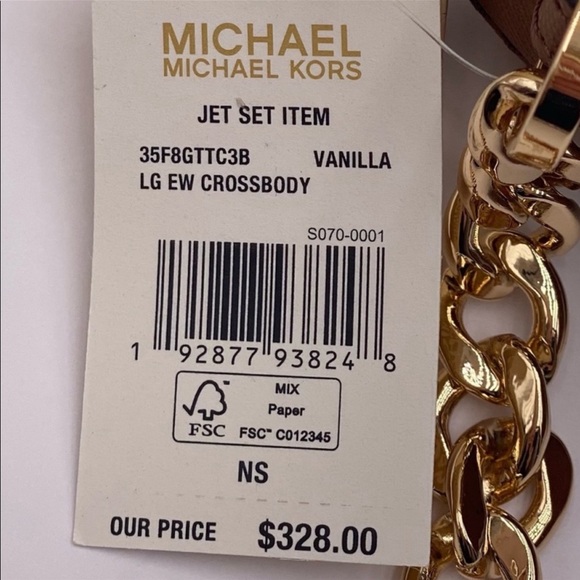 MICHAEL
MICHAEL KORS
JET SET ITEM
35F8GTTC3B VANILLA
LG EW CROSSBODY
S070-0001
1 92877 93824 8
FSC
MIX
Paper
FSC™ C012345
NS
OUR PRICE $328.00